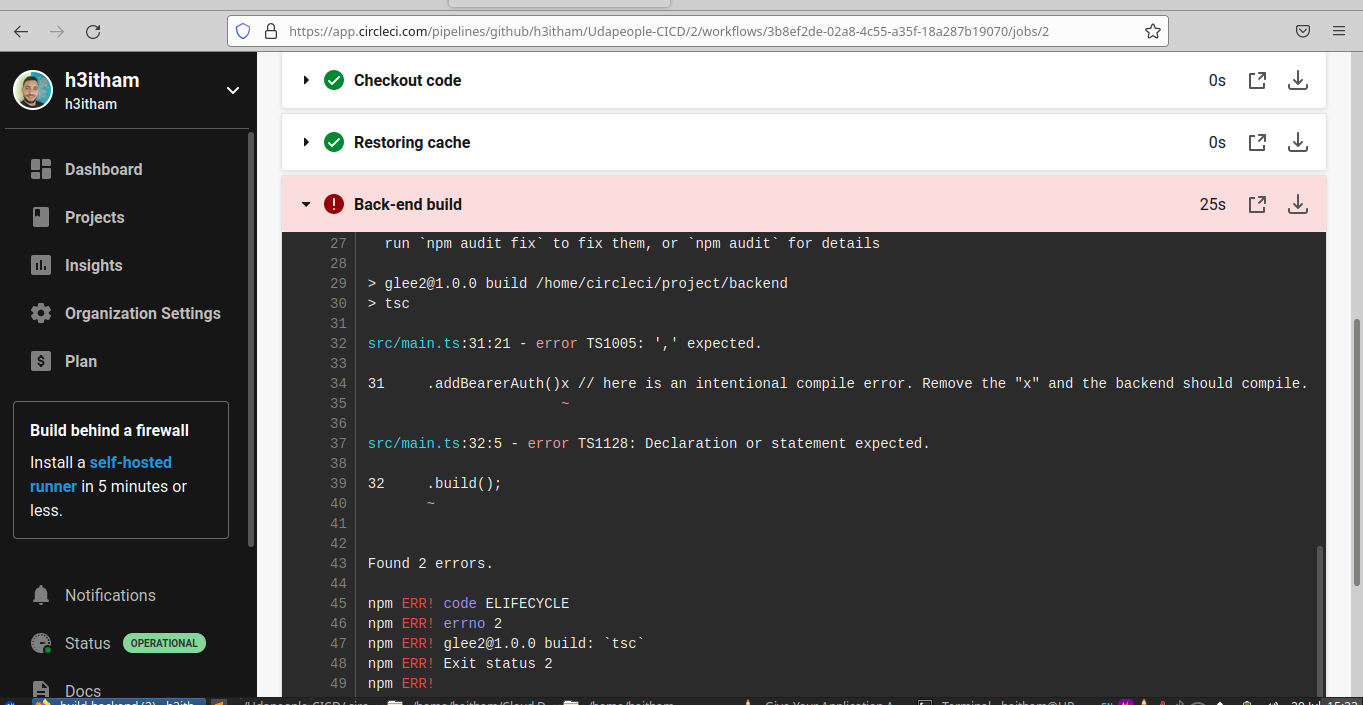 https://app.circleci.com/pipelines/github/h3itham/Udapeople-CICD/2/workflows/3b8ef2de-02a8-4c55-a35f-18a287b19070/jobs/2
h3itham
h3itham
Dashboard
Projects
Insights
Organization Settings
$ Plan
Build behind a firewall
Install a self-hosted
runner in 5 minutes or
less.
Notifications
Status OPERATIONAL
Docs
Checkout code 0s
Restoring cache 0s
! Back-end build 25s
27 run `npm audit fix` to fix them, or `npm audit` for details
28
29 > glee2@1.0.0 build /home/circleci/project/backend
30 > tsc
31
32 src/main.ts:31:21 - error TS1005: ',' expected.
33
34 31 .addBearerAuth()x // here is an intentional compile error. Remove the "x" and the backend should compile.
35 ~
36
37 src/main.ts:32:5 - error TS1128: Declaration or statement expected.
38
39 32 .build();
40 ~
41
42
43 Found 2 errors.
44
45 npm ERR! code ELIFECYCLE
46 npm ERR! errno 2
47 npm ERR! glee2@1.0.0 build: `tsc`
48 npm ERR! Exit status 2
49 npm ERR!